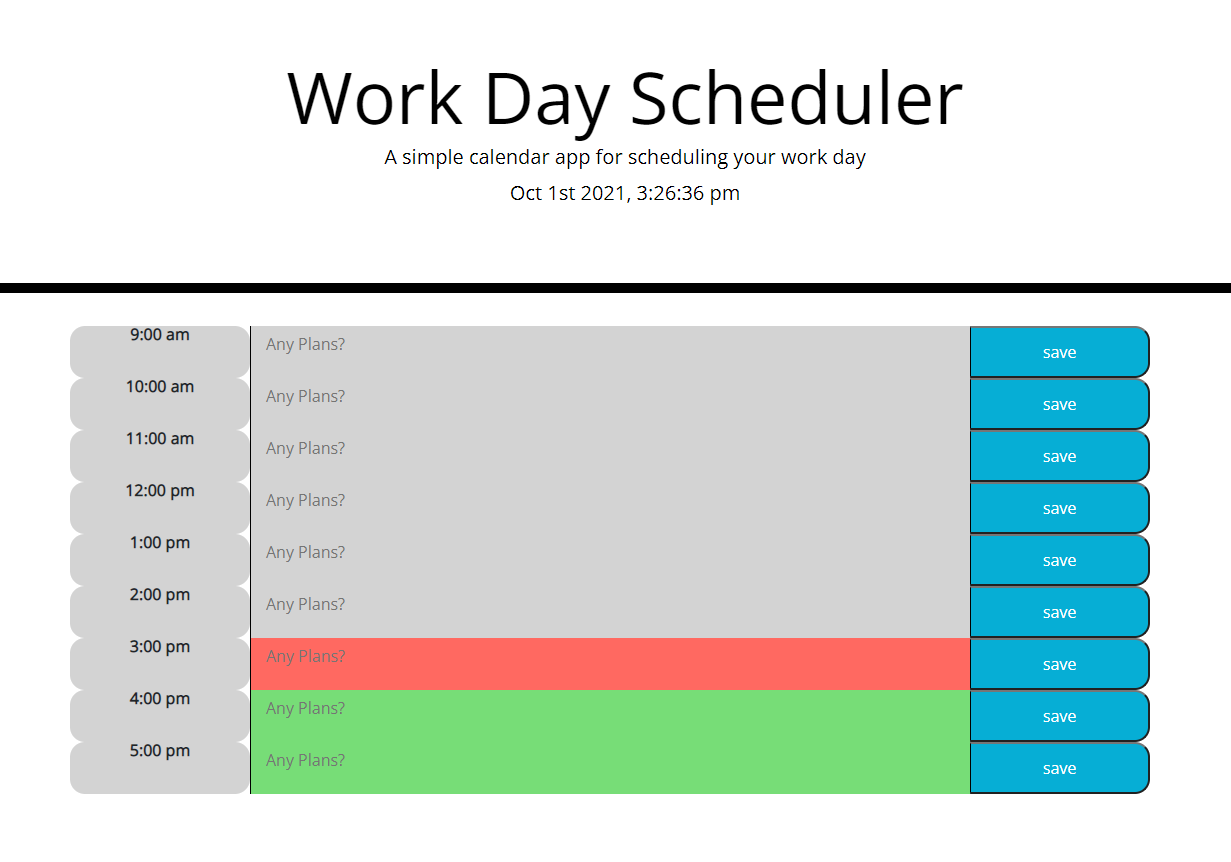 Work Day Scheduler
A simple calendar app for scheduling your work day
Oct 1st 2021, 3:26:36 pm
9:00 am Any Plans? save
10:00 am Any Plans? save
11:00 am Any Plans? save
12:00 pm Any Plans? save
1:00 pm Any Plans? save
2:00 pm Any Plans? save
3:00 pm Any Plans? save
4:00 pm Any Plans? save
5:00 pm Any Plans? save